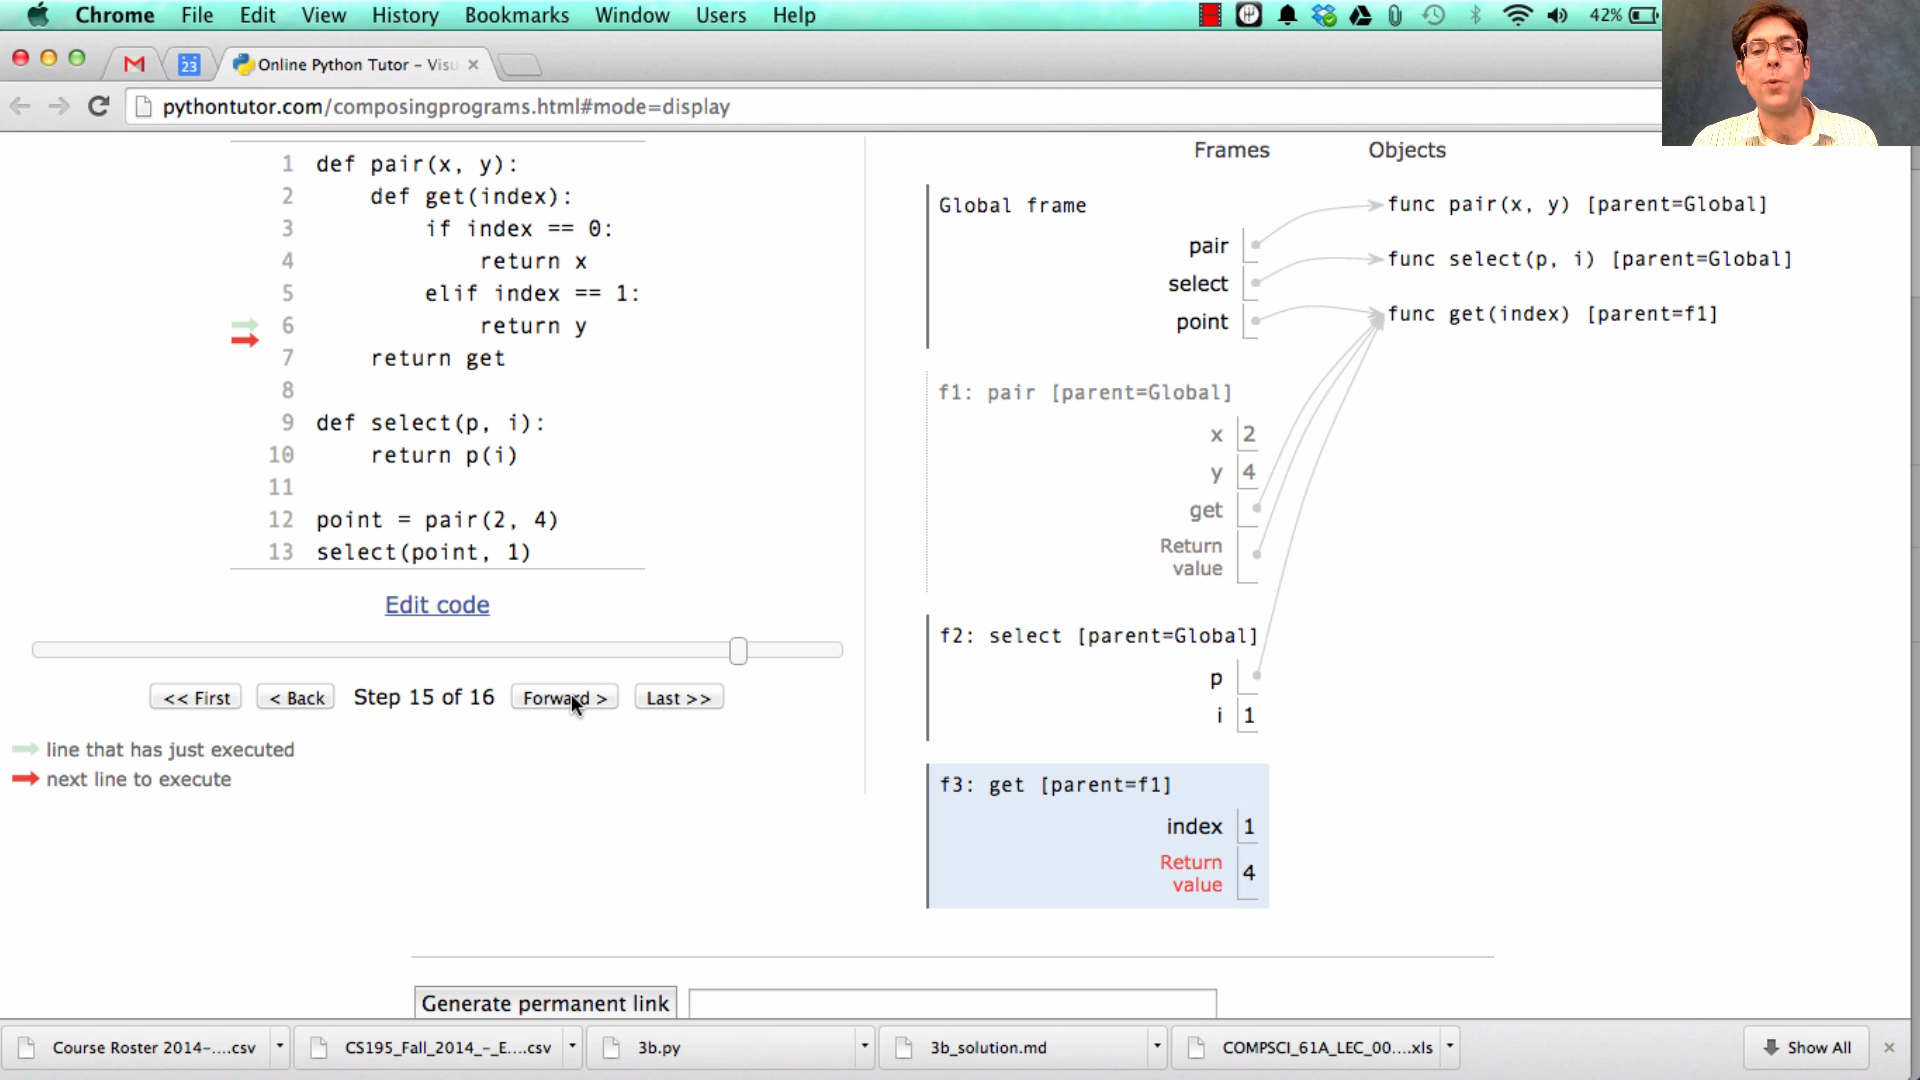 Chrome File Edit View History Bookmarks Window Users Help 42%
23 Online Python Tutor - Visu
pythontutor.com/composingprograms.html#mode=display
1 def pair(x, y):
2 def get(index):
3 if index == 0:
4 return x
5 elif index == 1:
6 return y
7 return get
8
9 def select(p, i):
10 return p(i)
11
12 point = pair(2, 4)
13 select(point, 1)
Edit code
<< First < Back Step 15 of 16 Forward > Last >>
line that has just executed
next line to execute
Frames Objects
Global frame
pair
select
point
func pair(x, y) [parent=Global]
func select(p, i) [parent=Global]
func get(index) [parent=f1]
f1: pair [parent=Global]
x 2
y 4
get
Return
value
f2: select [parent=Global]
p
i 1
f3: get [parent=f1]
index 1
Return
value 4
Generate permanent link
Course Roster 2014-....csv CS195_Fall_2014_-_E....csv 3b.py 3b_solution.md COMPSCI_61A_LEC_00....xls Show All